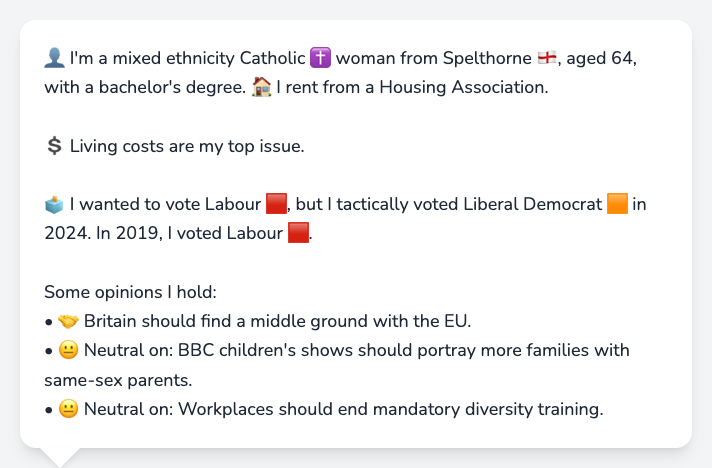 👤 I'm a mixed ethnicity Catholic ✝️ woman from Spelthorne 🏴󠁧󠁢󠁥󠁮󠁧󠁿, aged 64,
with a bachelor's degree. 🏠 I rent from a Housing Association.
💲 Living costs are my top issue.
🗳️ I wanted to vote Labour 🟥, but I tactically voted Liberal Democrat 🟧 in
2024. In 2019, I voted Labour 🟥.
Some opinions I hold:
• 🤝 Britain should find a middle ground with the EU.
• 😐 Neutral on: BBC children's shows should portray more families with
same-sex parents.
• 😐 Neutral on: Workplaces should end mandatory diversity training.